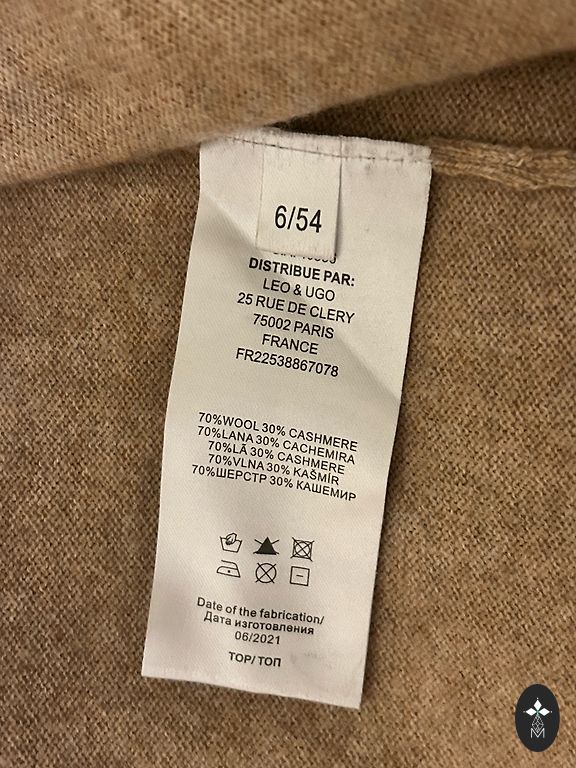 6/54
DISTRIBUE PAR:
LEO & UGO
25 RUE DE CLERY
75002 PARIS
FRANCE
FR22538867078
70%WOOL 30% CASHMERE
70%LANA 30% CACHEMIRA
70%LÃ 30% CASHMERE
70%VLNA 30% KAŠMÍR
70%ШЕРСТР 30% КАШЕМИР
Date of the fabrication/
Дата изготовления
06/2021
TOP/ ТОП
M